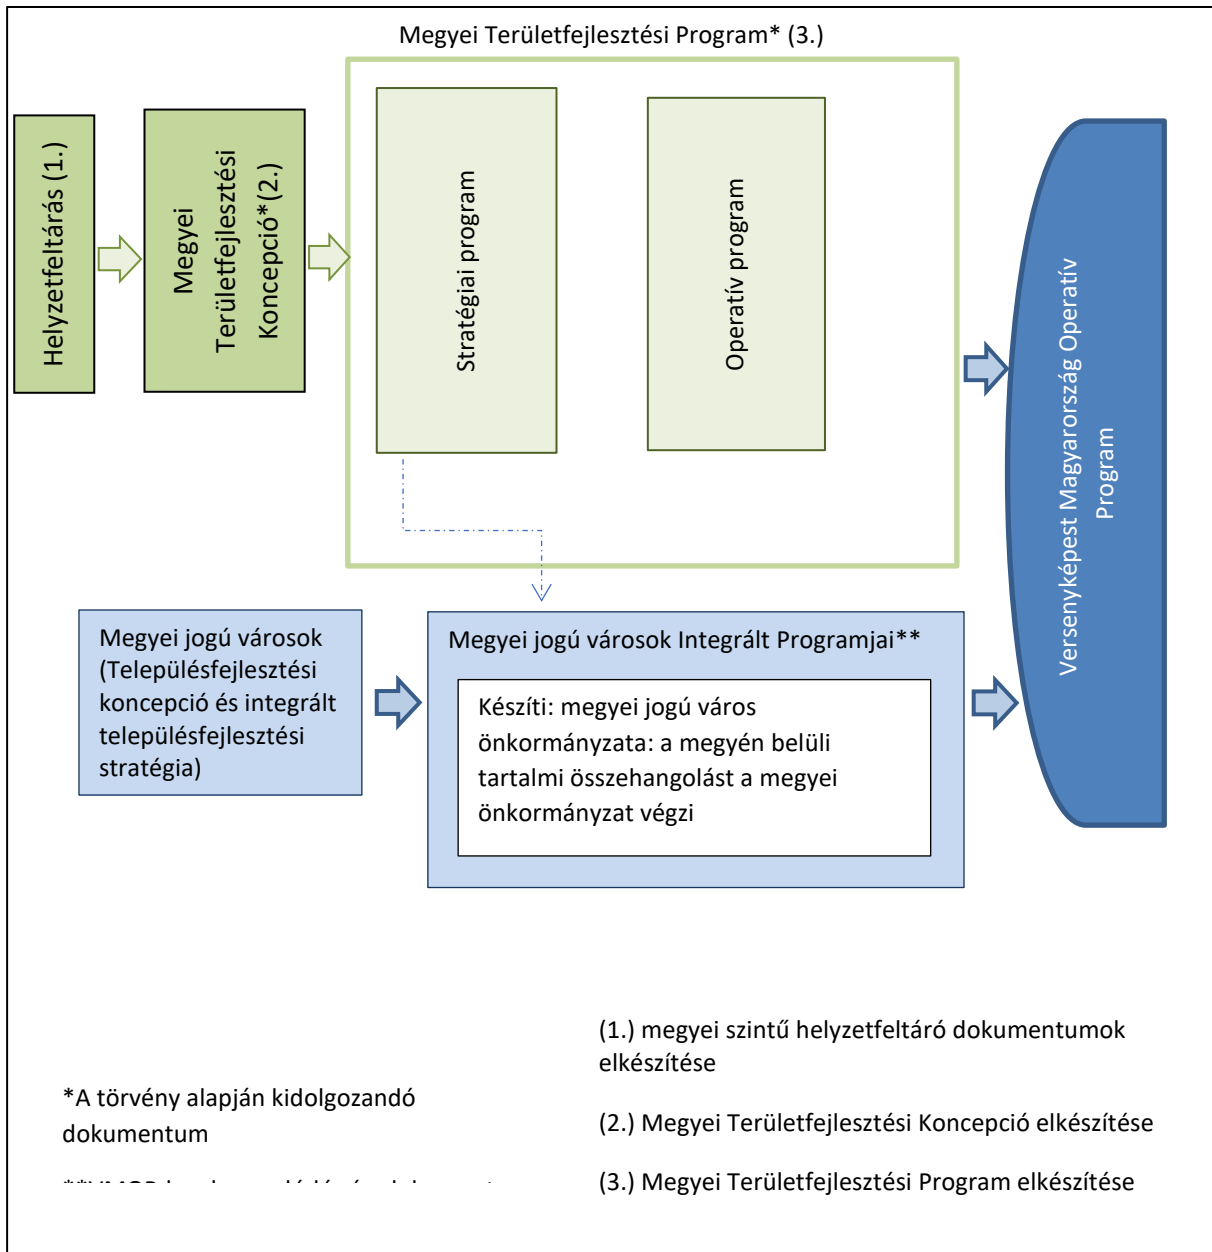 Megyei Területfejlesztési Program* (3.)
Helyzetfeltárás (1.)
Megyei
Területfejlesztési
Koncepció*(2.)
Stratégiai program
Operatív program
Versenyképest Magyarország Operatív
Program
Megyei jogú városok
(Településfejlesztési
koncepció és integrált
településfejlesztési
stratégia)
Megyei jogú városok Integrált Programjai**
Készíti: megyei jogú város
önkormányzata: a megyén belüli
tartalmi összehangolást a megyei
önkormányzat végzi
*A törvény alapján kidolgozandó
dokumentum
(1.) megyei szintű helyzetfeltáró dokumentumok
elkészítése
(2.) Megyei Területfejlesztési Koncepció elkészítése
(3.) Megyei Területfejlesztési Program elkészítése